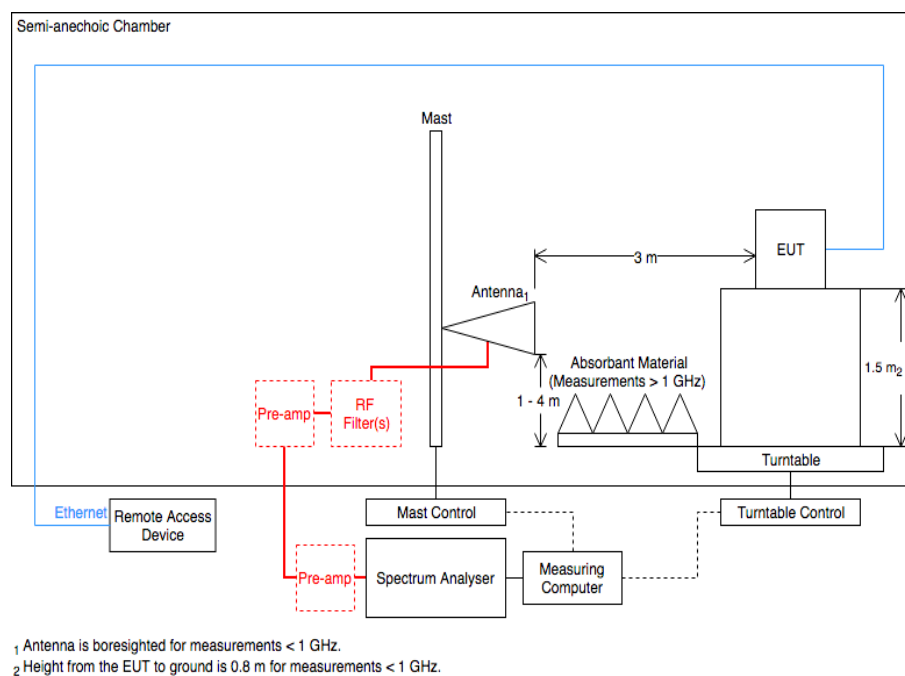 Semi-anechoic Chamber
Mast
EUT
3 m
Antenna1
Absorbant Material
(Measurements > 1 GHz)
1.5 m2
1 - 4 m
Pre-amp
RF
Filter(s)
Turntable
Ethernet
Remote Access
Device
Mast Control
Turntable Control
Pre-amp
Spectrum Analyser
Measuring
Computer
1 Antenna is boresighted for measurements < 1 GHz.
2 Height from the EUT to ground is 0.8 m for measurements < 1 GHz.